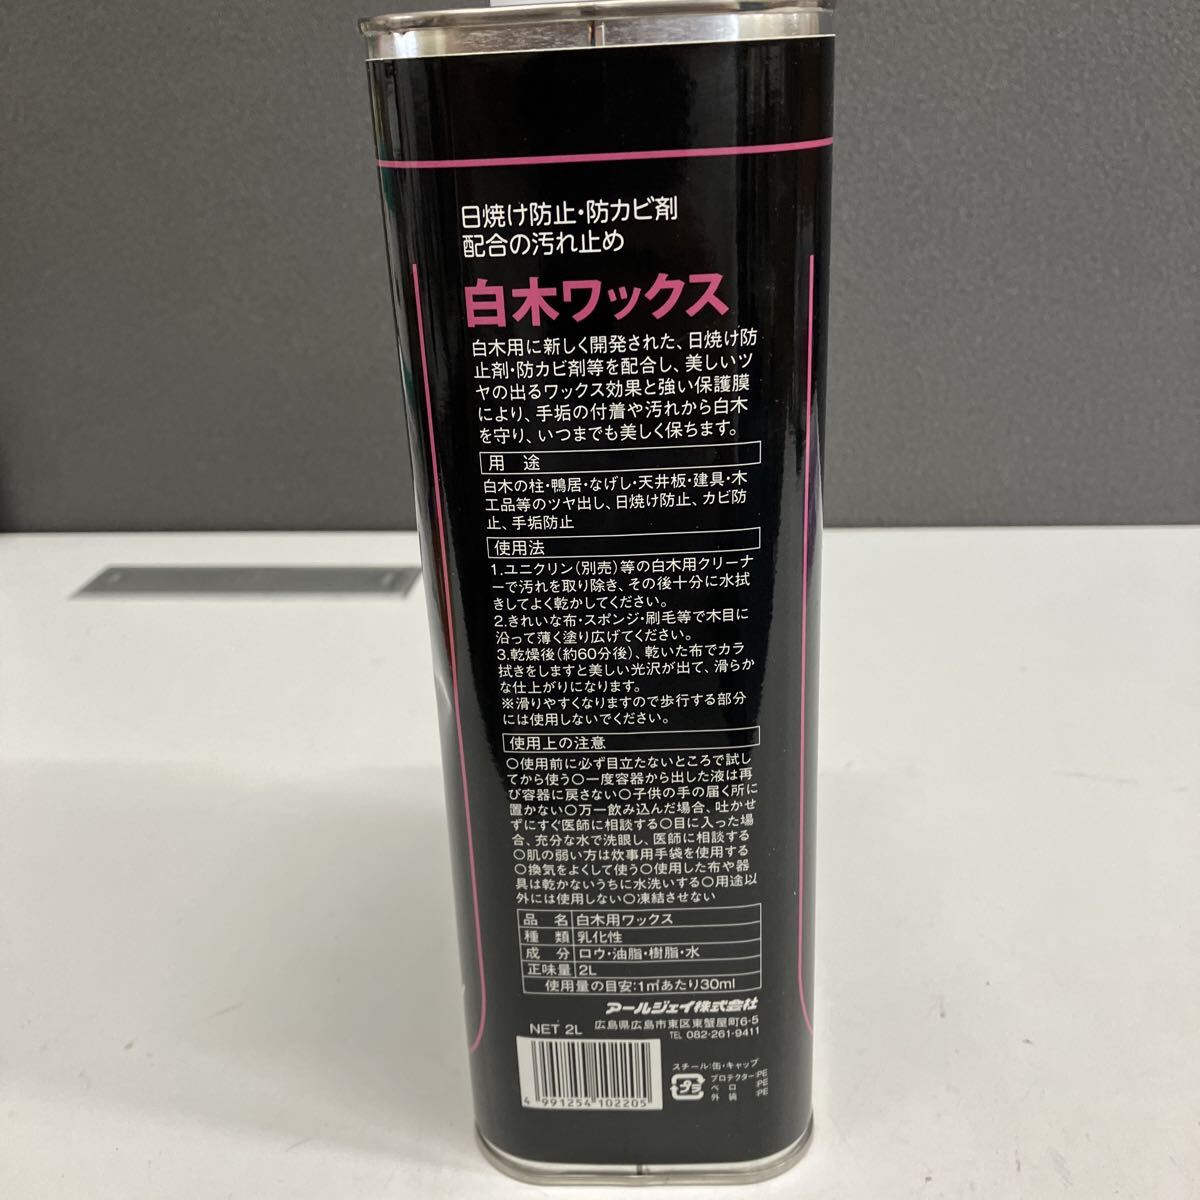 日焼け防止・防カビ剤
配合の汚れ止め
白木ワックス
白木用に新しく開発された、日焼け防
止剤・防カビ剤等を配合し、美しいツ
ヤの出るワックス効果と強い保護膜
により、手垢の付着や汚れから白木
を守り、いつまでも美しく保ちます。
用 途
白木の柱・鴨居・なげし・天井板・建具・木
工品等のツヤ出し、日焼け防止、カビ防
止、手垢防止
使用法
1.ユニクリン(別売)等の白木用クリーナ
ーで汚れを取り除き、その後十分に水拭
きしてよく乾かしてください。
2.きれいな布・スポンジ・刷毛等で木目に
沿って薄く塗り広げてください。
3.乾燥後(約60分後)、乾いた布でカラ
拭きをしますと美しい光沢が出て、滑らか
な仕上がりになります。
※滑りやすくなりますので歩行する部分
には使用しないでください。
使用上の注意
○使用前に必ず目立たないところで試し
てから使う○一度容器から出した液は再
び容器に戻さない○子供の手の届く所に
置かない○万一飲み込んだ場合、吐かせ
ずにすぐ医師に相談する○目に入った場
合、充分な水で洗眼し、医師に相談する
○肌の弱い方は炊事用手袋を使用する
○換気をよくして使う○使用した布や器
具は乾かないうちに水洗いする○用途以
外には使用しない○凍結させない
品 名 白木用ワックス
種 類 乳化性
成 分 ロウ・油脂・樹脂・水
正味量 2L
使用量の目安:1㎡あたり30ml
アールジェイ株式会社
NET 2L 広島県広島市東区東蟹屋町6-5
TEL 082-261-9411
4 991254 102205
スチール:缶・キャップ
プラ
プロテクター:PE
ベロ :PE
外袋 :PE